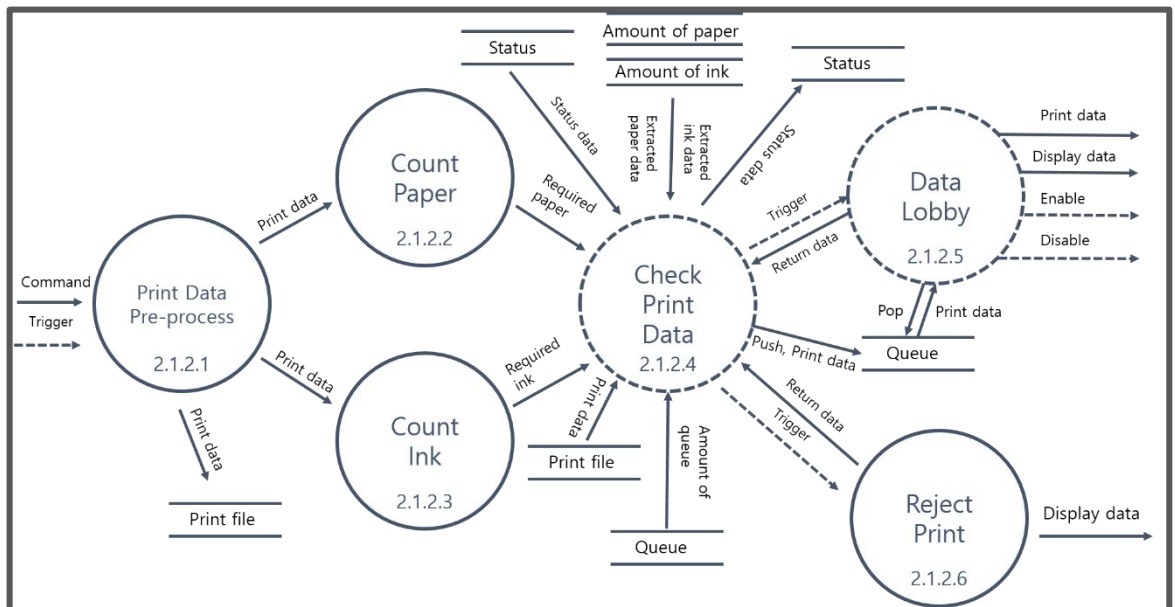 Amount of paper
Status
Amount of ink
Status
Status data
Extracted
paper data
Extracted
ink data
Status data
Print data
Display data
Enable
Disable
Count
Paper
2.1.2.2
Required
paper
Trigger
Return data
Data
Lobby
2.1.2.5
Print data
Command
Trigger
Print Data
Pre-process
2.1.2.1
Check
Print
Data
2.1.2.4
Pop
Print data
Queue
Push, Print data
Print data
Required
ink
Count
Ink
2.1.2.3
Print data
Print file
Print data
Print file
Amount of
queue
Queue
Return data
Trigger
Reject
Print
2.1.2.6
Display data